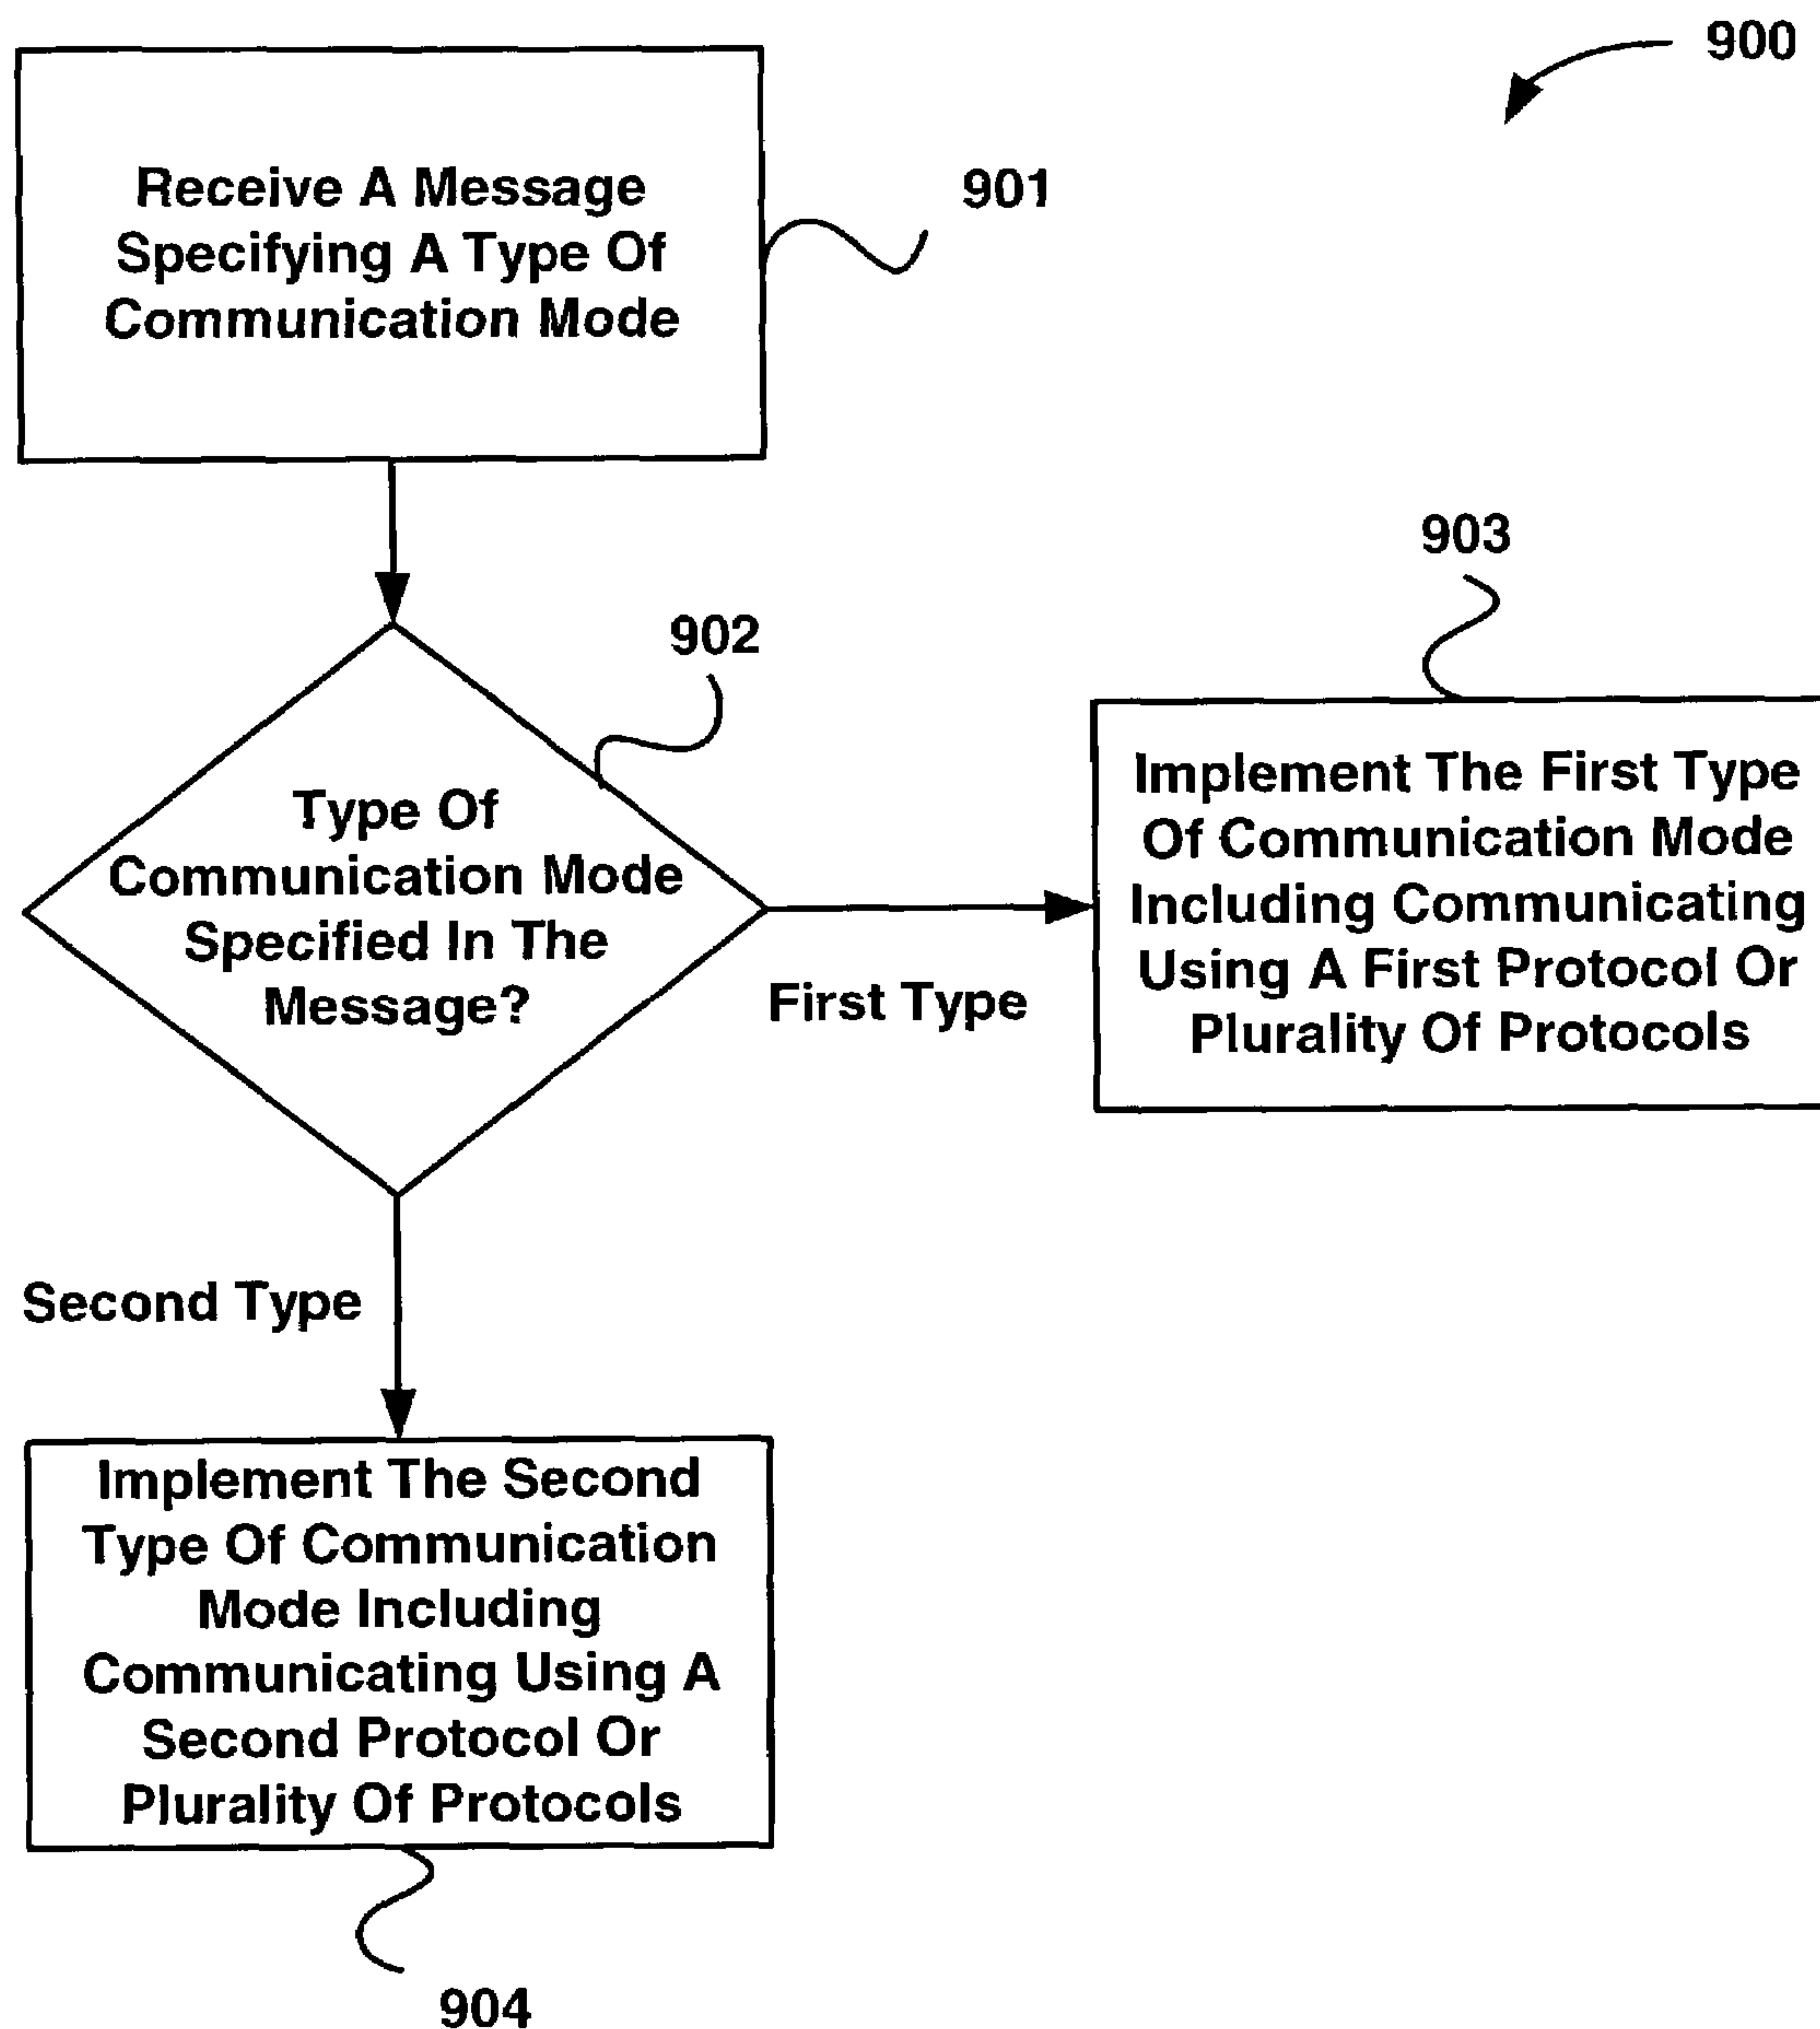 900
Receive A Message
Specifying A Type Of
Communication Mode
901
902
Type Of
Communication Mode
Specified In The
Message?
First Type
903
Implement The First Type
Of Communication Mode
Including Communicating
Using A First Protocol Or
Plurality Of Protocols
Second Type
Implement The Second
Type Of Communication
Mode Including
Communicating Using A
Second Protocol Or
Plurality Of Protocols
904